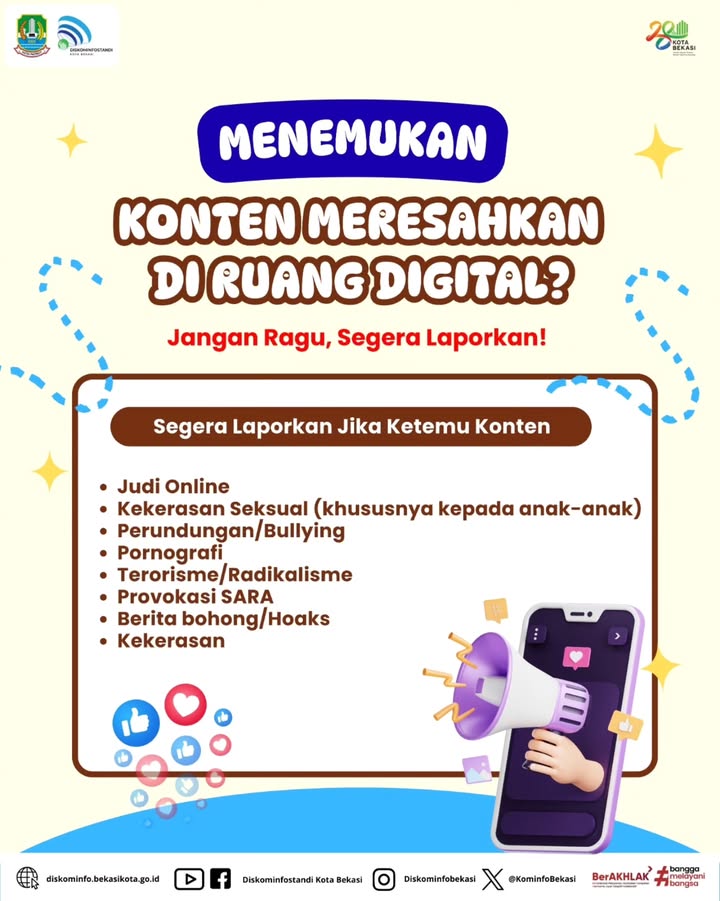 DISKOMINFOSTANDI
KOTA BEKASI
28
KOTA
BEKASI
MENEMUKAN
KONTEN MERESAHKAN
DI RUANG DIGITAL?
Jangan Ragu, Segera Laporkan!
Segera Laporkan Jika Ketemu Konten
• Judi Online
• Kekerasan Seksual (khususnya kepada anak-anak)
• Perundungan/Bullying
• Pornografi
• Terorisme/Radikalisme
• Provokasi SARA
• Berita bohong/Hoaks
• Kekerasan
diskominfo.bekasikota.go.id
Diskominfostandi Kota Bekasi
Diskominfobekasi
@KominfoBekasi
BerAKHLAK
#bangga
melayani
bangsa